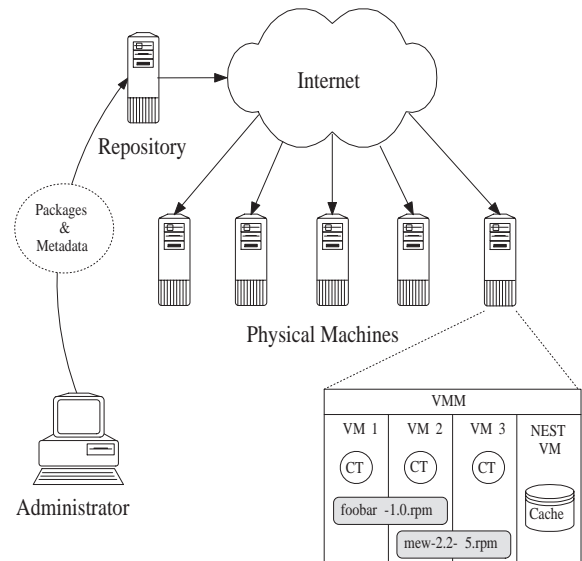 Internet
Repository
Packages
&
Metadata
Physical Machines
Administrator
VMM
VM 1
VM 2
VM 3
NEST
VM
CT
CT
CT
Cache
foobar -1.0.rpm
mew-2.2- 5.rpm